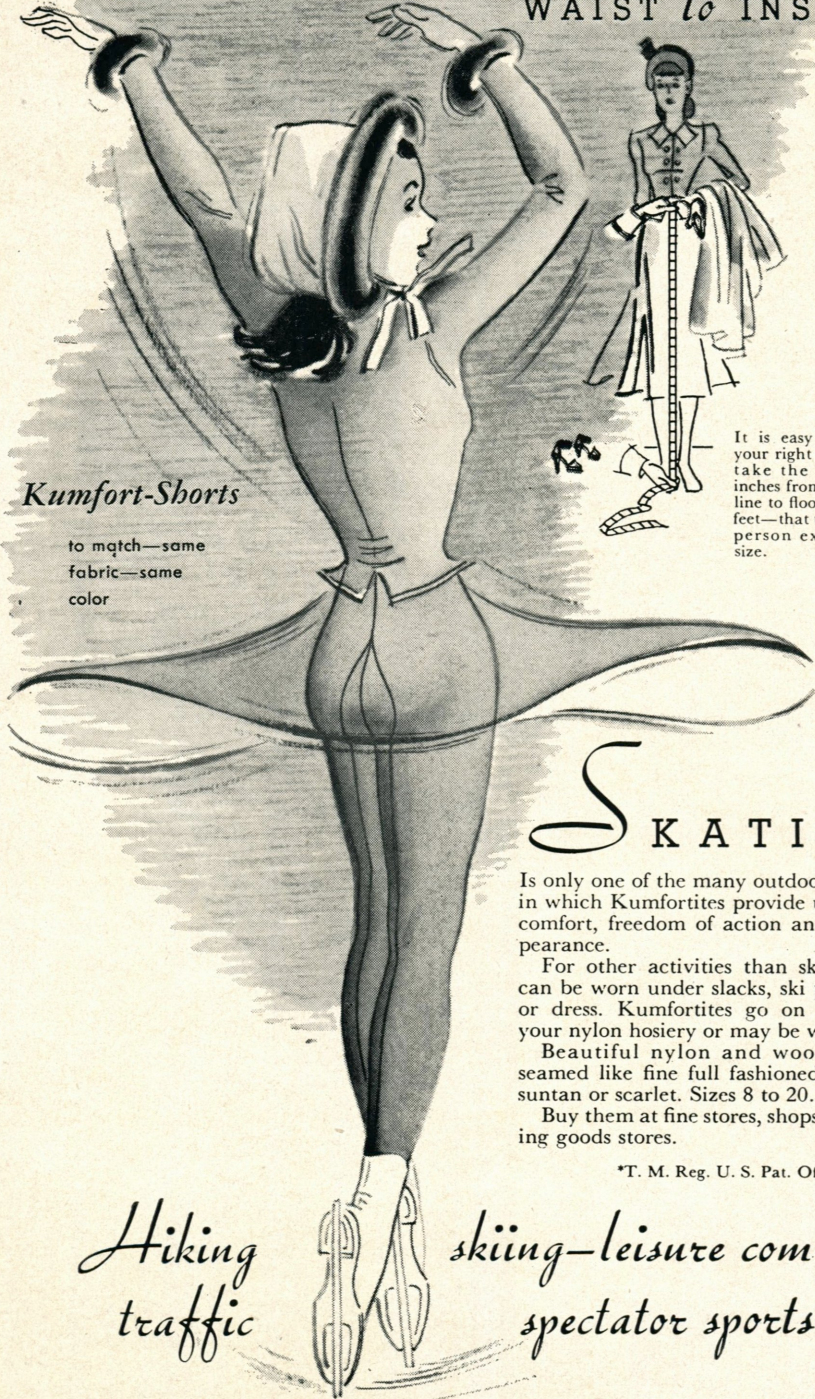 WAIST to INS
It is easy
your right
take the
inches from
line to floo
feet—that
person ex
size.
Kumfort-Shorts
to match—same
fabric—same
color
SKATI
Is only one of the many outdoo
in which Kumfortites provide
comfort, freedom of action an
pearance.
For other activities than sk
can be worn under slacks, ski
or dress. Kumfortites go on
your nylon hosiery or may be w
Beautiful nylon and woo
seamed like fine full fashioned
suntan or scarlet. Sizes 8 to 20.
Buy them at fine stores, shops
ing goods stores.
*T. M. Reg. U. S. Pat. Of
Hiking skiing—leisure com
traffic spectator sports